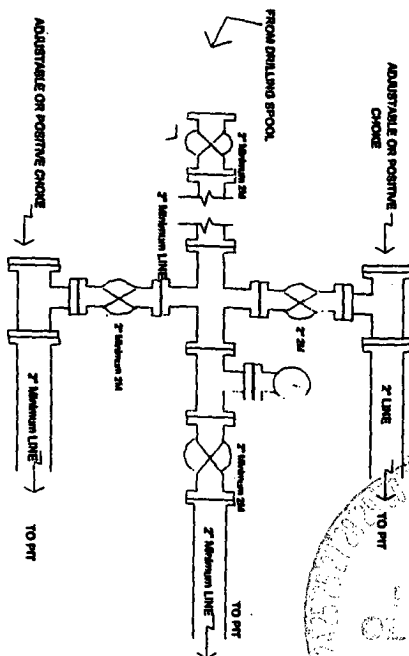 ADJUSTABLE OR POSITIVE
CHOKE
2" LINE
TO PIT
2" 2M
FROM DRILLING SPOOL
2" Minimum 2M
2" Minimum 2M
TO PIT
2" Minimum LINE
2" Minimum LINE
2" Minimum 2M
ADJUSTABLE OR POSITIVE CHOKE
2" Minimum LINE
TO PIT